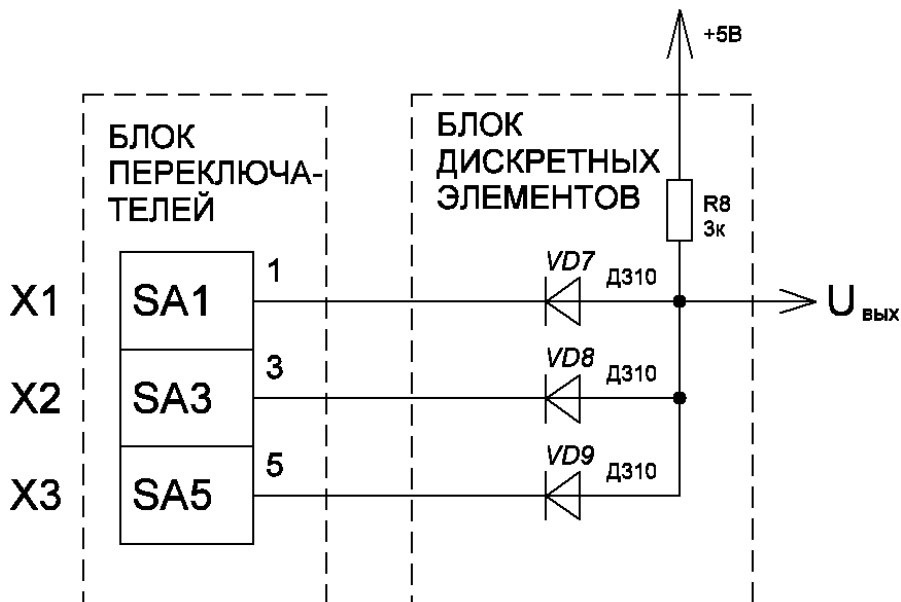 +5В
БЛОК
ПЕРЕКЛЮЧА-
ТЕЛЕЙ
БЛОК
ДИСКРЕТНЫХ
ЭЛЕМЕНТОВ
R8
3к
X1
SA1
1
VD7
Д310
U вых
X2
SA3
3
VD8
Д310
X3
SA5
5
VD9
Д310